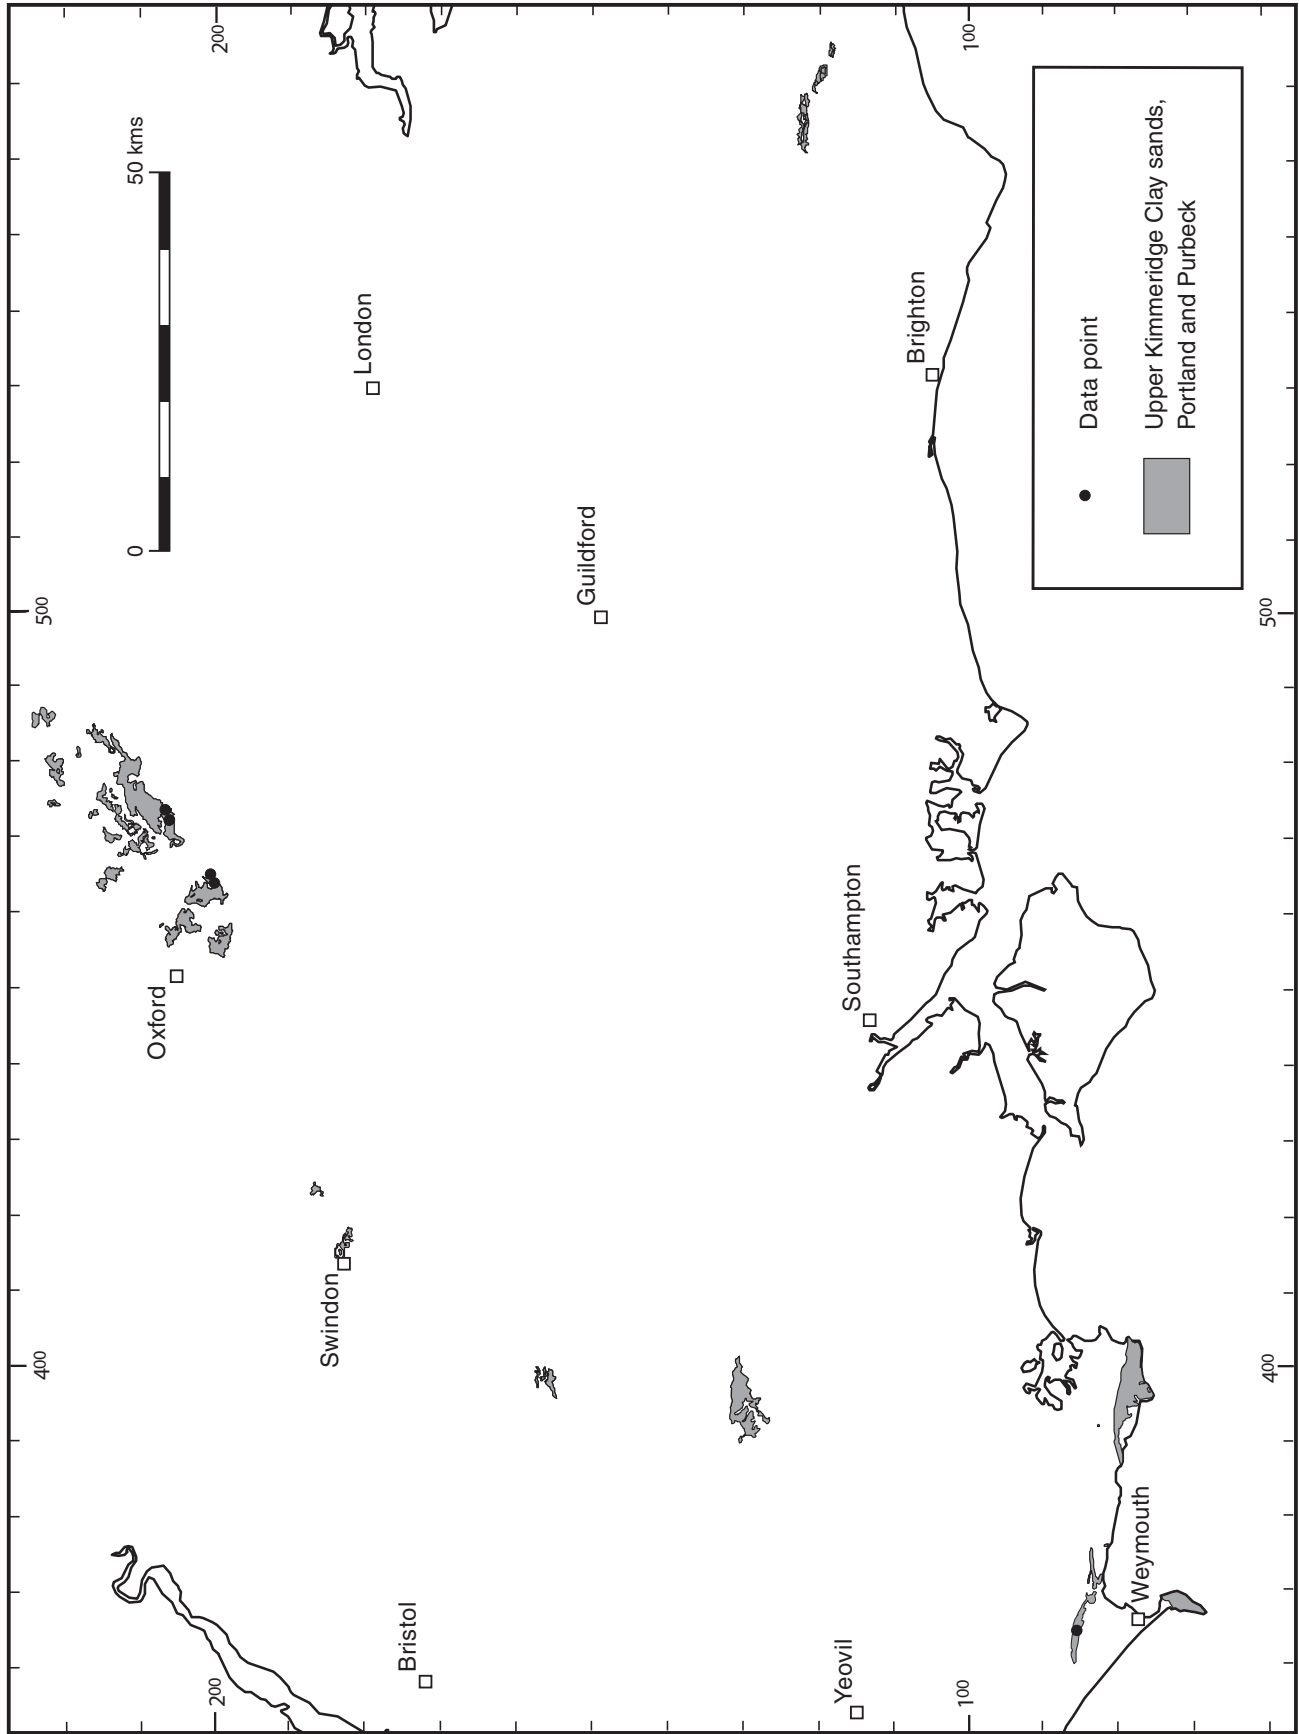 200
100
0
50 kms
London
Brighton
Guildford
500
500
Data point
Upper Kimmeridge Clay sands,
Portland and Purbeck
Oxford
Southampton
Swindon
400
400
Weymouth
Bristol
Yeovil
200
100